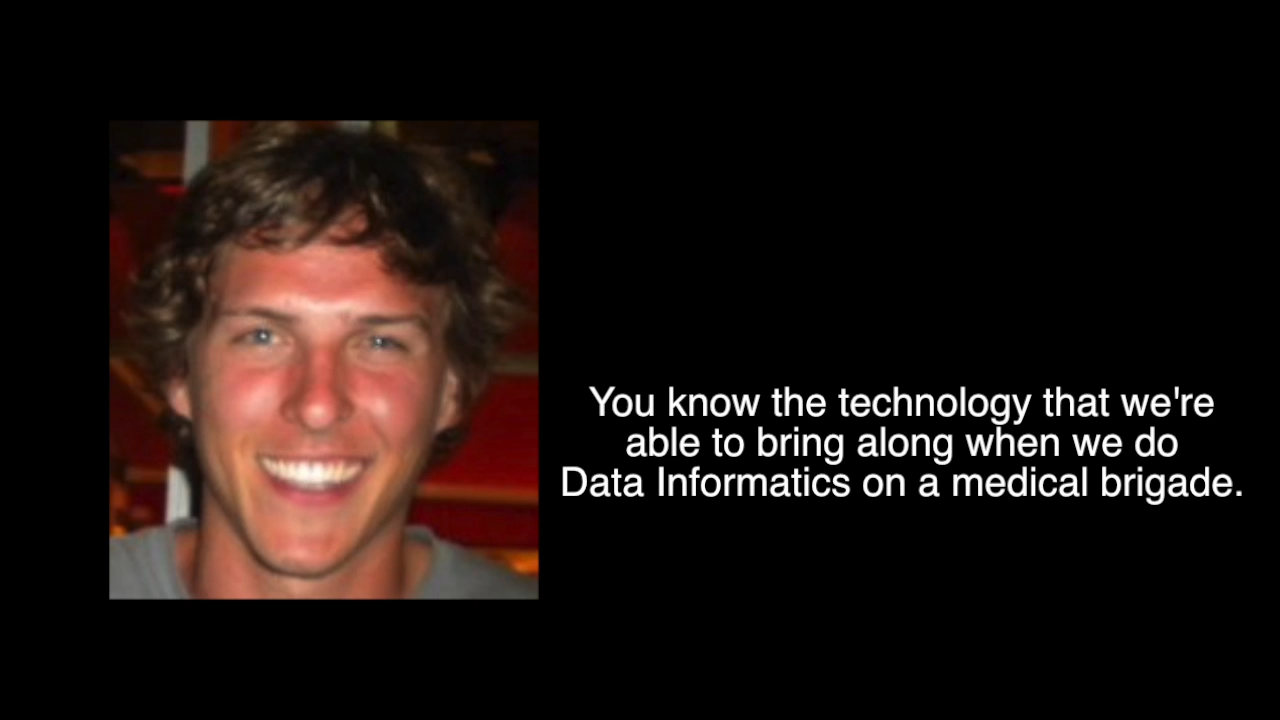 You know the technology that we're
able to bring along when we do
Data Informatics on a medical brigade.